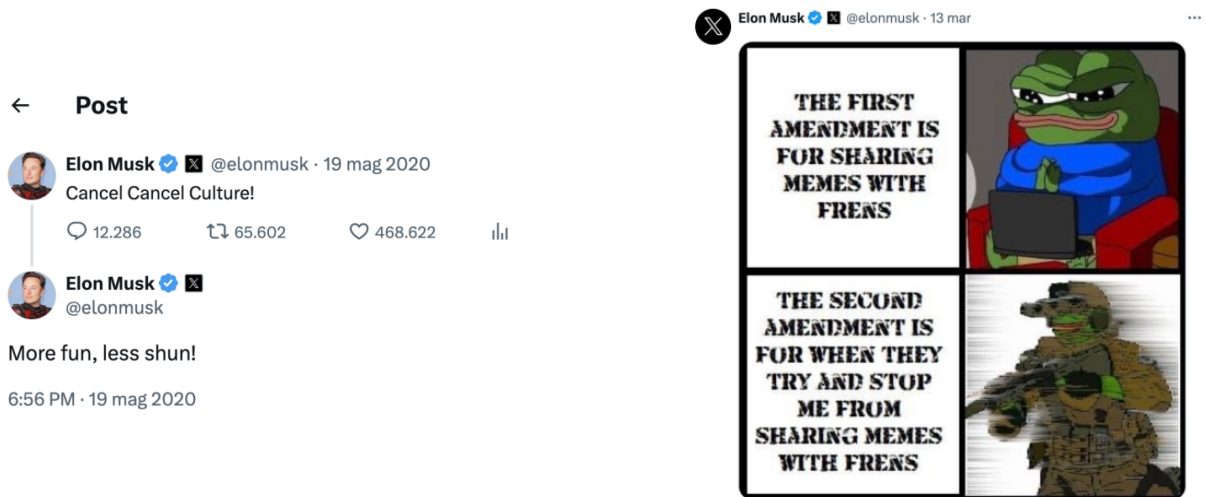 Post
Elon Musk @elonmusk · 19 mag 2020
Cancel Cancel Culture!
12.286 65.602 468.622
Elon Musk
@elonmusk
More fun, less shun!
6:56 PM · 19 mag 2020
Elon Musk @elonmusk · 13 mar
THE FIRST
AMENDMENT IS
FOR SHARING
MEMES WITH
FRENS
THE SECOND
AMENDMENT IS
FOR WHEN THEY
TRY AND STOP
ME FROM
SHARING MEMES
WITH FRENS